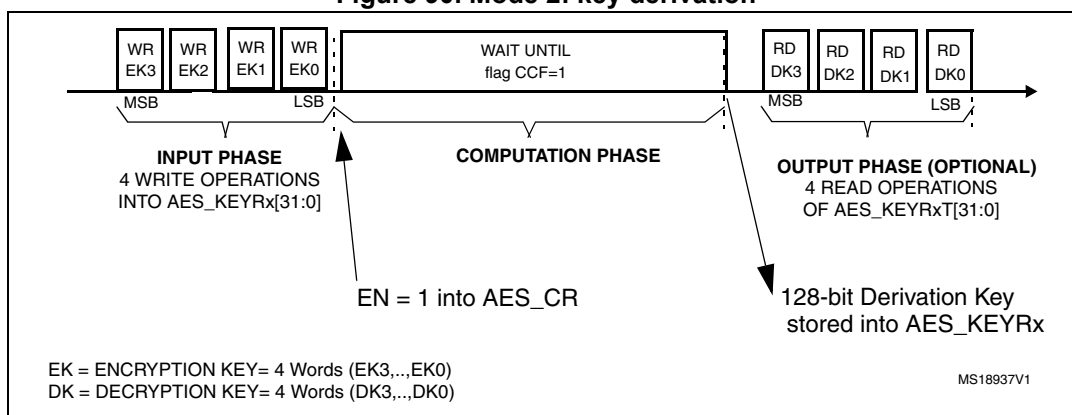 Figure 30: Mode 2: key derivation
WR EK3
WR EK2
WR EK1
WR EK0
WAIT UNTIL
flag CCF=1
RD DK3
RD DK2
RD DK1
RD DK0
MSB
LSB
MSB
LSB
INPUT PHASE
4 WRITE OPERATIONS
INTO AES_KEYRx[31:0]
COMPUTATION PHASE
OUTPUT PHASE (OPTIONAL)
4 READ OPERATIONS
OF AES_KEYRxT[31:0]
EN = 1 into AES_CR
128-bit Derivation Key
stored into AES_KEYRx
EK = ENCRYPTION KEY= 4 Words (EK3,..,EK0)
DK = DECRYPTION KEY= 4 Words (DK3,..,DK0)
MS18937V1